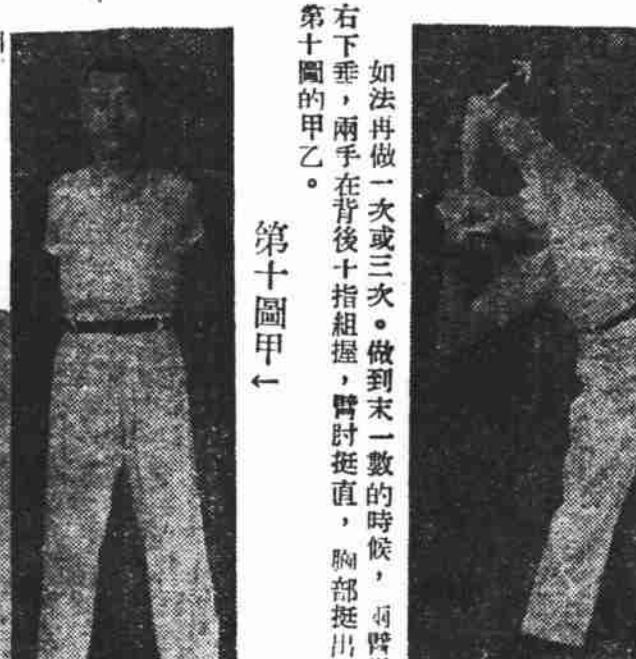 如法再做一次或三次。做到末一數的時候，兩臂
右下垂，兩手在背後十指組握，臂肘挺直，胸部挺出
第十圖的甲乙。
第十圖甲←